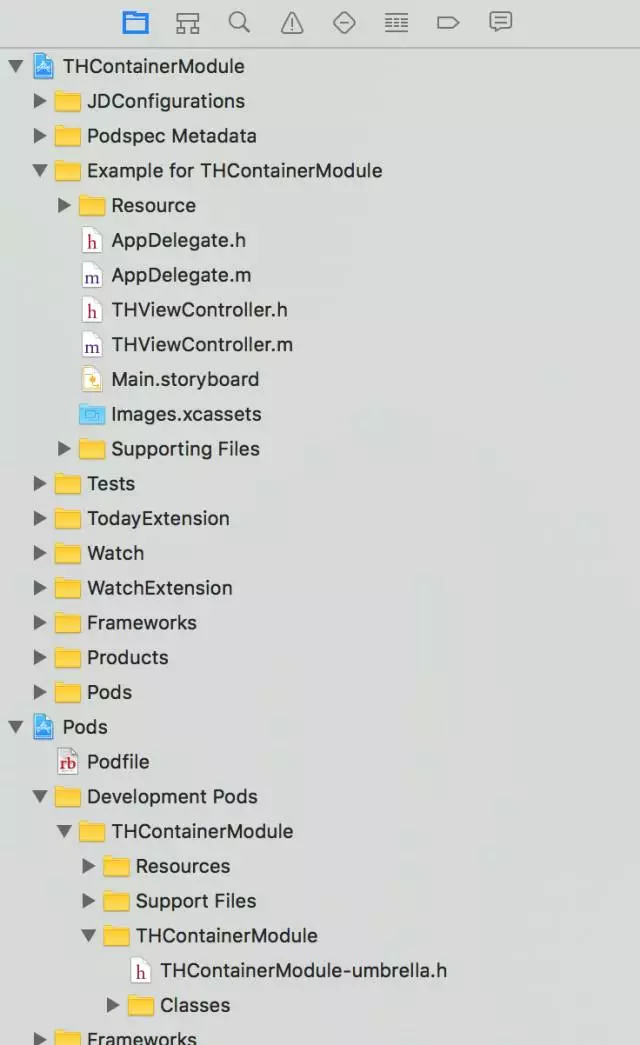 THContainerModule
JDConfigurations
Podspec Metadata
Example for THContainerModule
Resource
h AppDelegate.h
m AppDelegate.m
h THViewController.h
m THViewController.m
Main.storyboard
Images.xcassets
Supporting Files
Tests
TodayExtension
Watch
WatchExtension
Frameworks
Products
Pods
Pods
rb Podfile
Development Pods
THContainerModule
Resources
Support Files
THContainerModule
h THContainerModule-umbrella.h
Classes
Frameworks